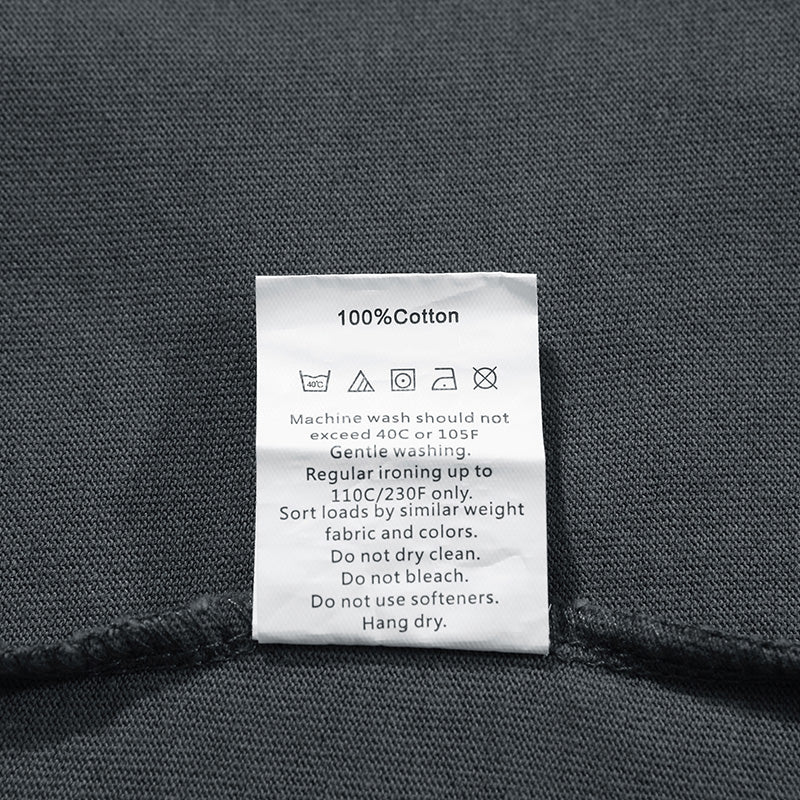 100%Cotton
40°C
Machine wash should not
exceed 40C or 105F
Gentle washing.
Regular ironing up to
110C/230F only.
Sort loads by similar weight
fabric and colors.
Do not dry clean.
Do not bleach.
Do not use softeners.
Hang dry.